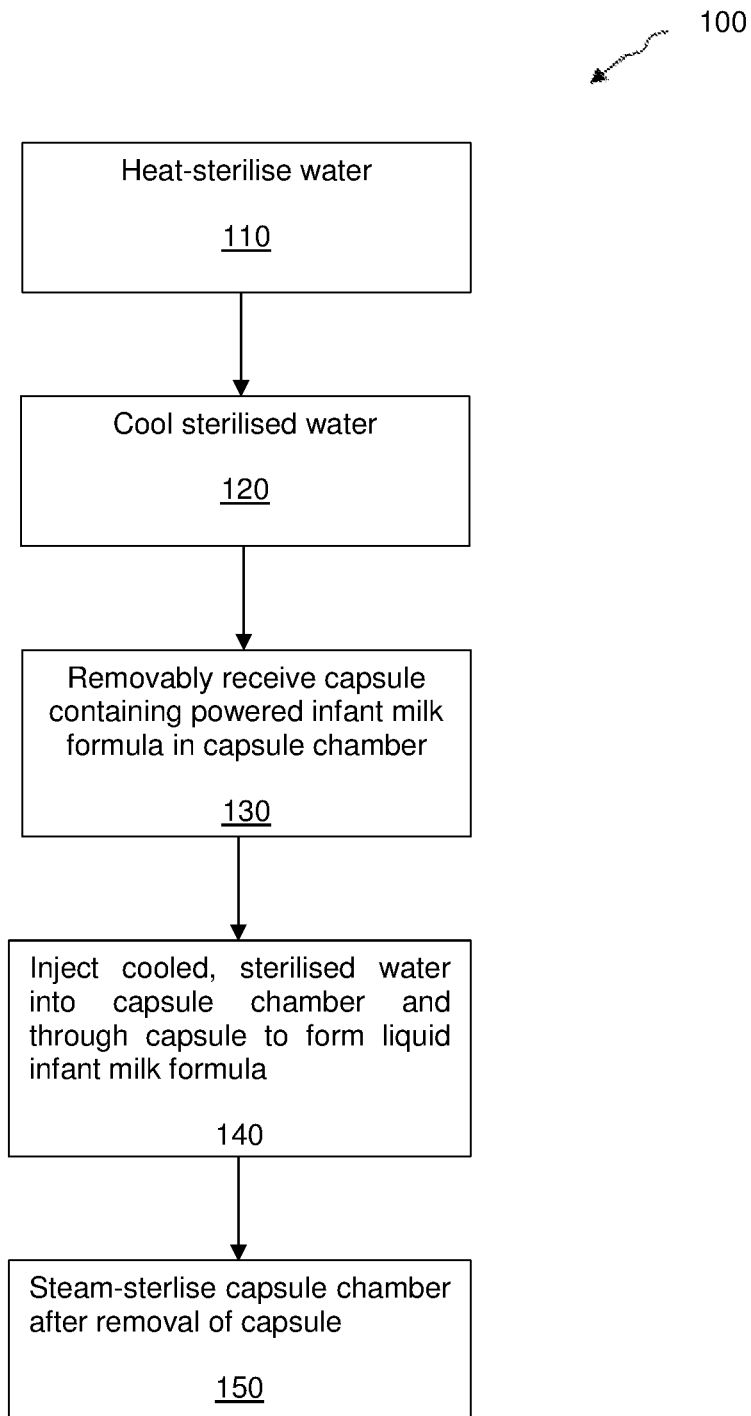 100
Heat-sterilise water
110
Cool sterilised water
120
Removably receive capsule
containing powered infant milk
formula in capsule chamber
130
Inject cooled, sterilised water
into capsule chamber and
through capsule to form liquid
infant milk formula
140
Steam-sterlise capsule chamber
after removal of capsule
150